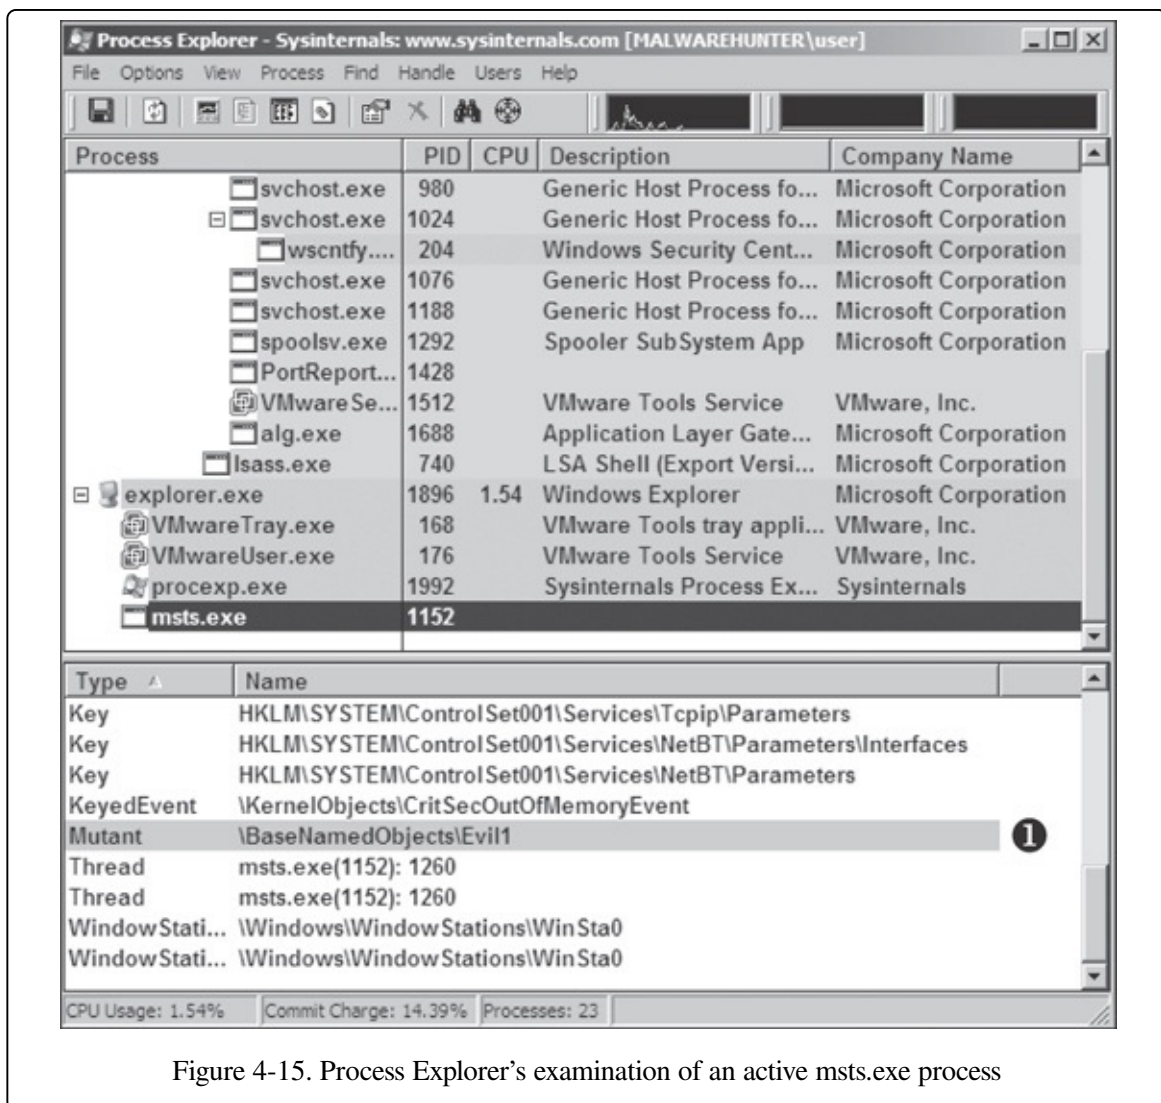 Process Explorer - Sysinternals: www.sysinternals.com [MALWAREHUNTER\user]
File Options View Process Find Handle Users Help
Process PID CPU Description Company Name
svchost.exe 980 Generic Host Process fo... Microsoft Corporation
svchost.exe 1024 Generic Host Process fo... Microsoft Corporation
wscntfy.... 204 Windows Security Cent... Microsoft Corporation
svchost.exe 1076 Generic Host Process fo... Microsoft Corporation
svchost.exe 1188 Generic Host Process fo... Microsoft Corporation
spoolsv.exe 1292 Spooler SubSystem App Microsoft Corporation
PortReport... 1428
VMwareSe... 1512 VMware Tools Service VMware, Inc.
alg.exe 1688 Application Layer Gate... Microsoft Corporation
lsass.exe 740 LSA Shell (Export Versi... Microsoft Corporation
explorer.exe 1896 1.54 Windows Explorer Microsoft Corporation
VMwareTray.exe 168 VMware Tools tray appli... VMware, Inc.
VMwareUser.exe 176 VMware Tools Service VMware, Inc.
procexp.exe 1992 Sysinternals Process Ex... Sysinternals
msts.exe 1152
Type Name
Key HKLM\SYSTEM\ControlSet001\Services\Tcpip\Parameters
Key HKLM\SYSTEM\ControlSet001\Services\NetBT\Parameters\Interfaces
Key HKLM\SYSTEM\ControlSet001\Services\NetBT\Parameters
KeyedEvent \KernelObjects\CritSecOutOfMemoryEvent
Mutant \BaseNamedObjects\Evil1 ❶
Thread msts.exe(1152): 1260
Thread msts.exe(1152): 1260
WindowStati... \Windows\WindowStations\WinSta0
WindowStati... \Windows\WindowStations\WinSta0
CPU Usage: 1.54% Commit Charge: 14.39% Processes: 23
Figure 4-15. Process Explorer’s examination of an active msts.exe process